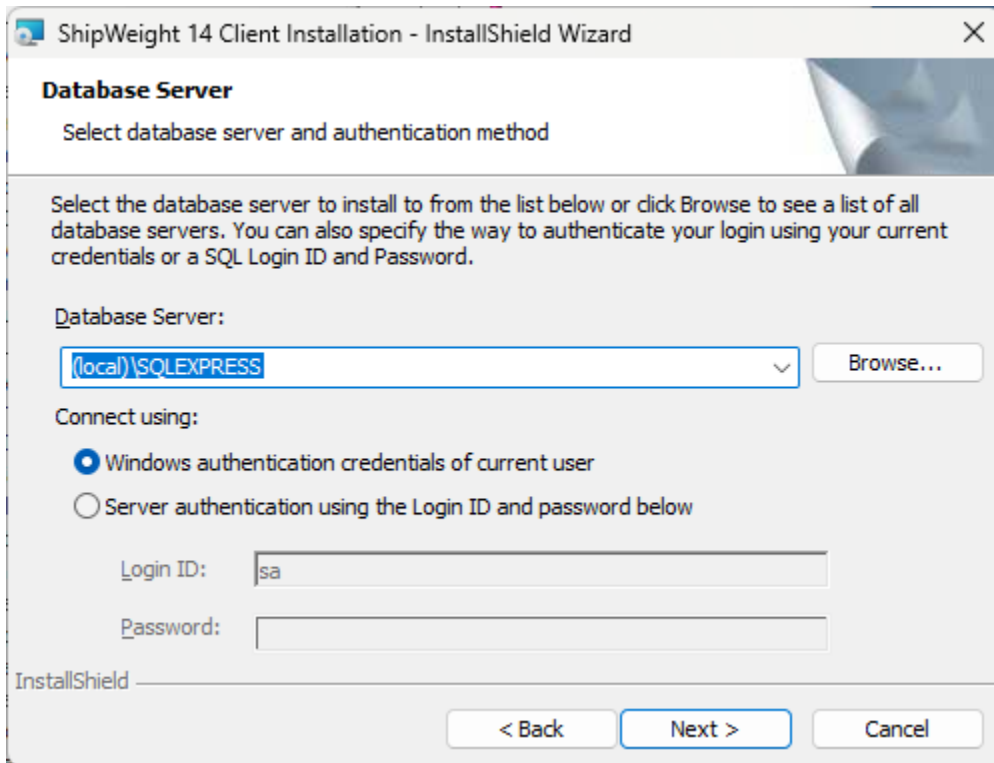 ShipWeight 14 Client Installation - InstallShield Wizard
Database Server
Select database server and authentication method
Select the database server to install to from the list below or click Browse to see a list of all
database servers. You can also specify the way to authenticate your login using your current
credentials or a SQL Login ID and Password.
Database Server:
(local)\SQLEXPRESS
Browse...
Connect using:
Windows authentication credentials of current user
Server authentication using the Login ID and password below
Login ID:
sa
Password:
InstallShield
< Back
Next >
Cancel